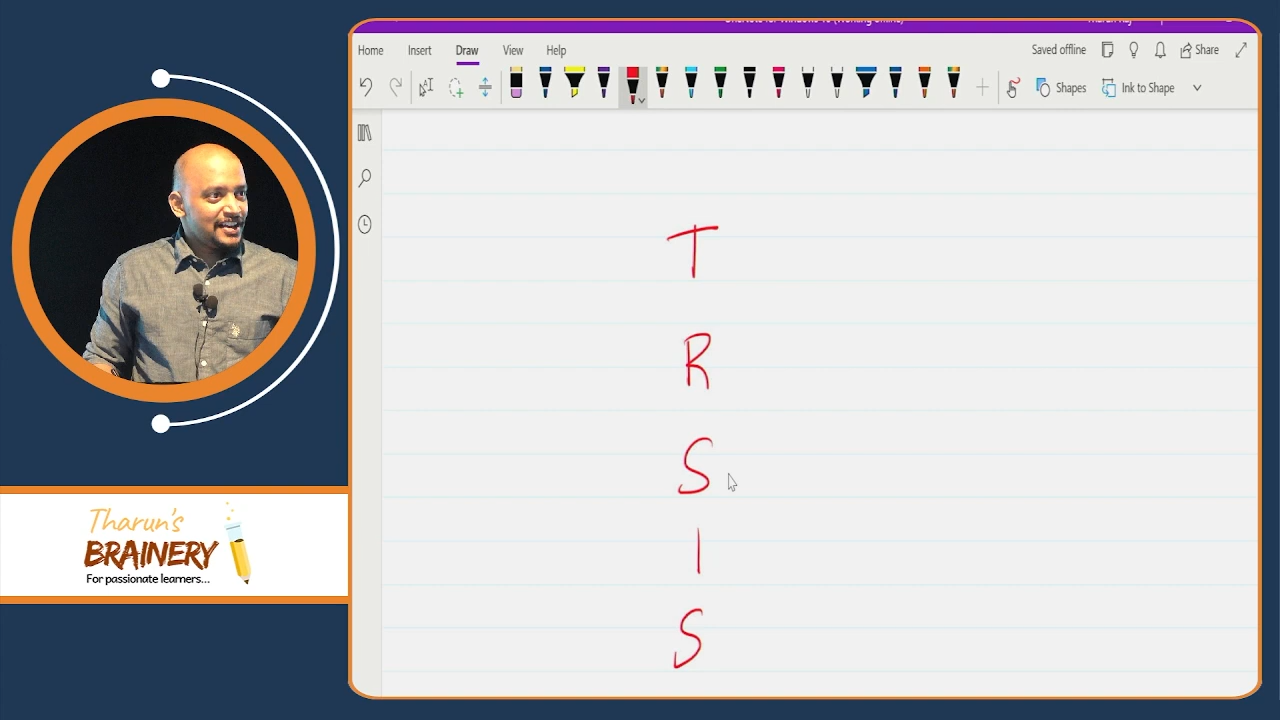 Home Insert Draw View Help Saved offline Share
Shapes Ink to Shape
T
R
S
I
S
Tharun's
BRAINERY
For passionate learners...